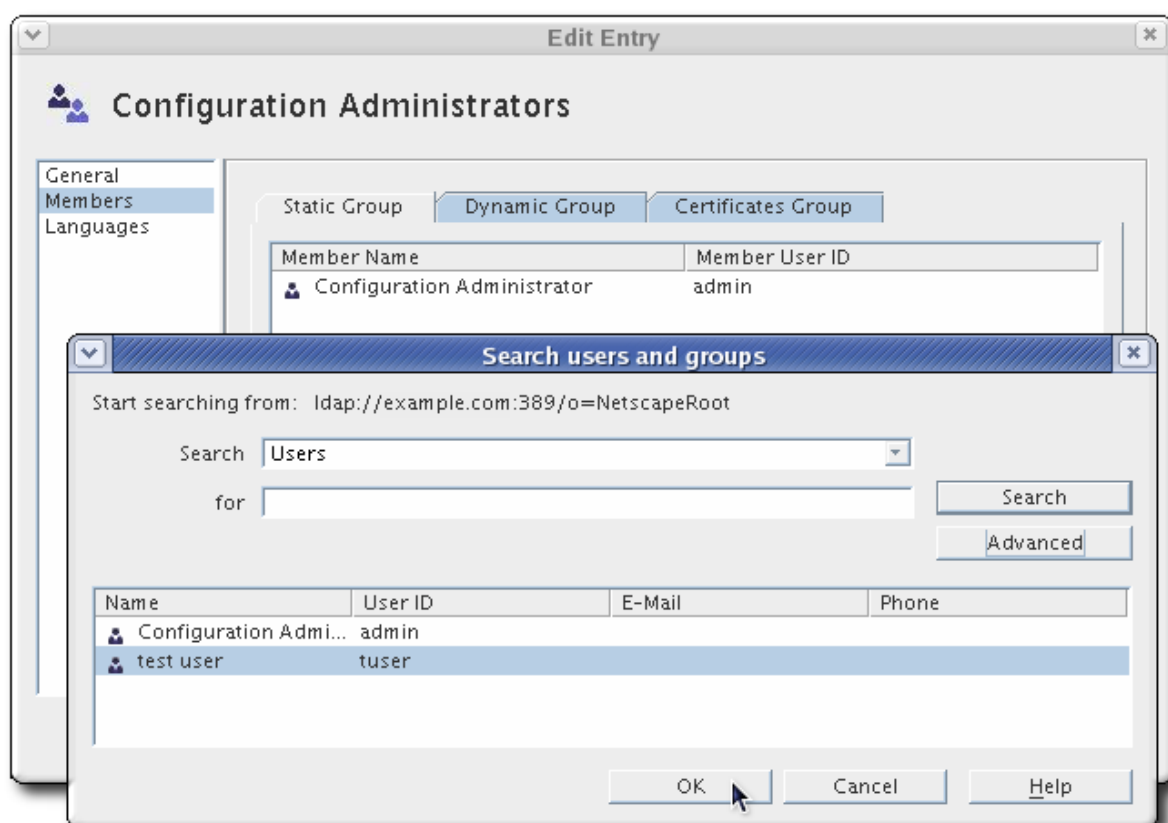 Edit Entry
Configuration Administrators
General
Members
Languages
Static Group Dynamic Group Certificates Group
Member Name Member User ID
Configuration Administrator admin
Search users and groups
Start searching from: ldap://example.com:389/o=NetscapeRoot
Search Users
for
Search
Advanced
Name User ID E-Mail Phone
Configuration Admi... admin
test user tuser
OK Cancel Help